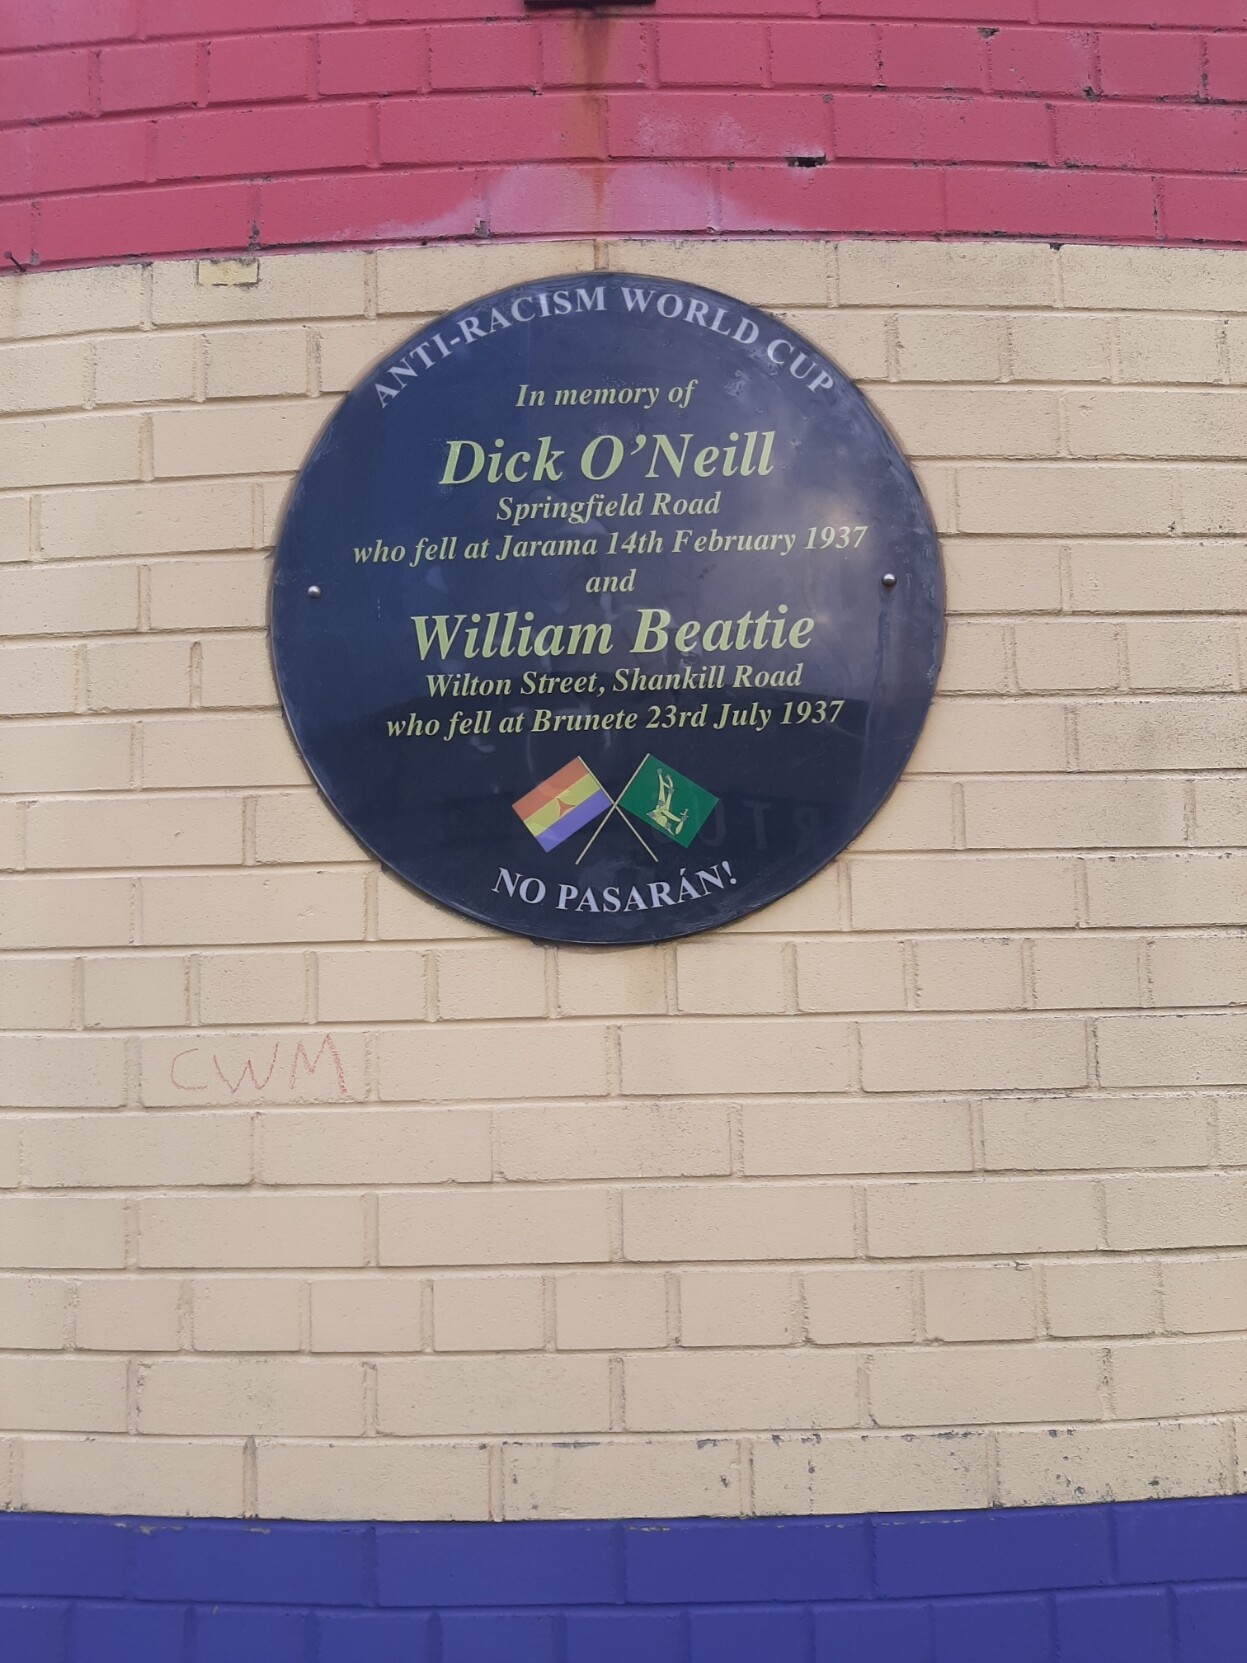 ANTI-RACISM WORLD CUP
In memory of
Dick O'Neill
Springfield Road
who fell at Jarama 14th February 1937
and
William Beattie
Wilton Street, Shankill Road
who fell at Brunete 23rd July 1937
NO PASARÁN!
CWM